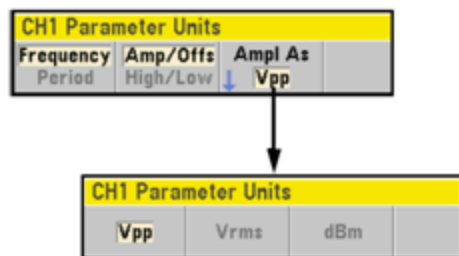 CH1 Parameter Units
Frequency Amp/Offs Ampl As
Period High/Low Vpp
CH1 Parameter Units
Vpp Vrms dBm